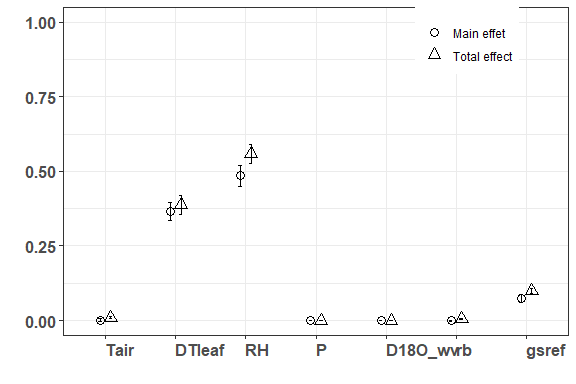 1.00
Main effet
Total effect
0.75
0.50
0.25
0.00
Tair DTleaf RH P D18O_wvrb gsref